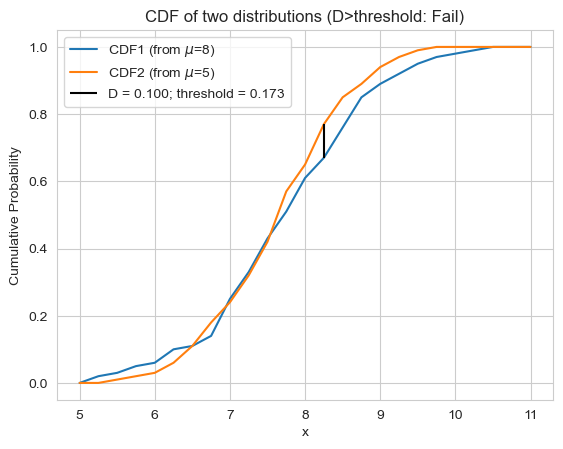 CDF of two distributions (D>threshold: Fail)
CDF1 (from μ=8)
CDF2 (from μ=5)
D = 0.100; threshold = 0.173
Cumulative Probability
1.0
0.8
0.6
0.4
0.2
0.0
5 6 7 8 9 10 11
x